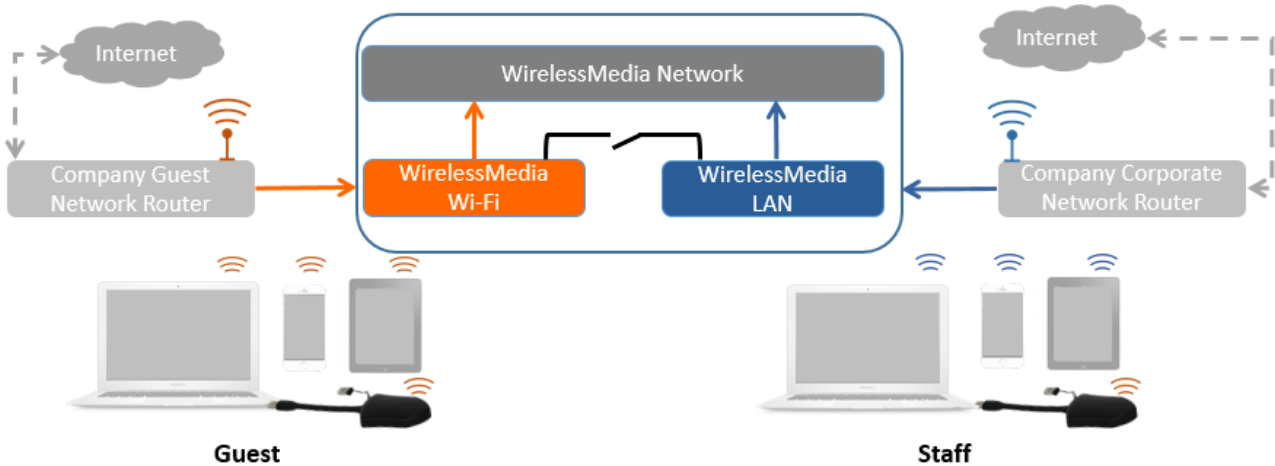 Internet
Internet
WirelessMedia Network
Company Guest
Network Router
WirelessMedia
Wi-Fi
WirelessMedia
LAN
Company Corporate
Network Router
Guest
Staff